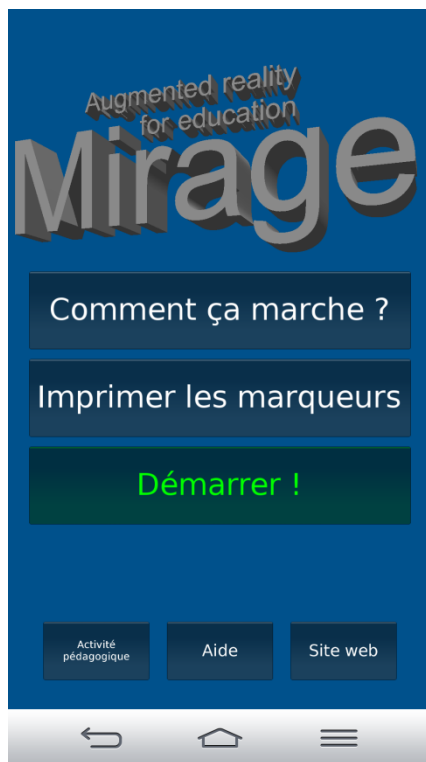 Augmented reality
for education
Mirage
Comment ça marche ?
Imprimer les marqueurs
Démarrer !
Activité
pédagogique
Aide
Site web